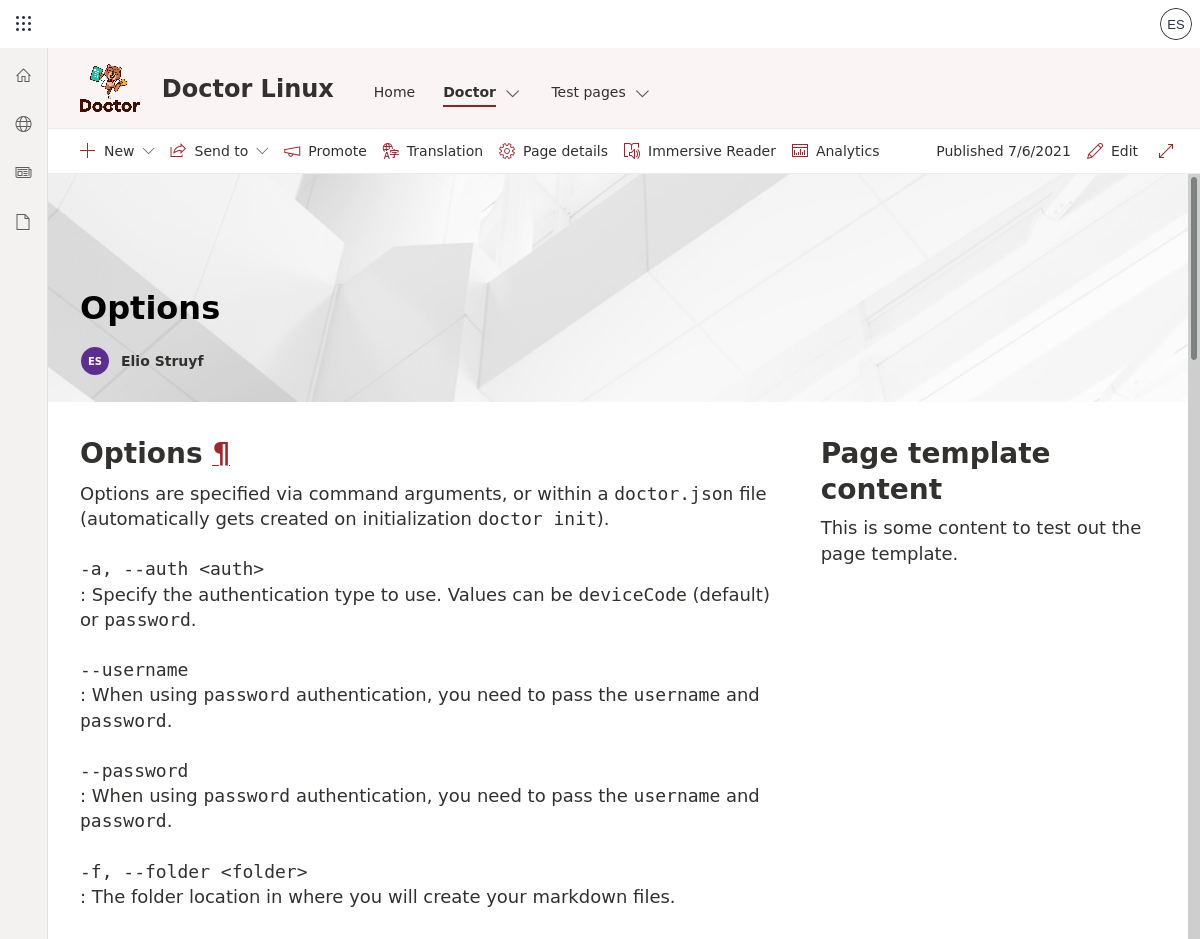 ES
Doctor
Doctor Linux
Home
Doctor
Test pages
New
Send to
Promote
Translation
Page details
Immersive Reader
Analytics
Published 7/6/2021
Edit
Options
ES
Elio Struyf
Options ¶
Options are specified via command arguments, or within a doctor.json file
(automatically gets created on initialization doctor init).
-a, --auth <auth>
: Specify the authentication type to use. Values can be deviceCode (default)
or password.
--username
: When using password authentication, you need to pass the username and
password.
--password
: When using password authentication, you need to pass the username and
password.
-f, --folder <folder>
: The folder location in where you will create your markdown files.
Page template
content
This is some content to test out the
page template.